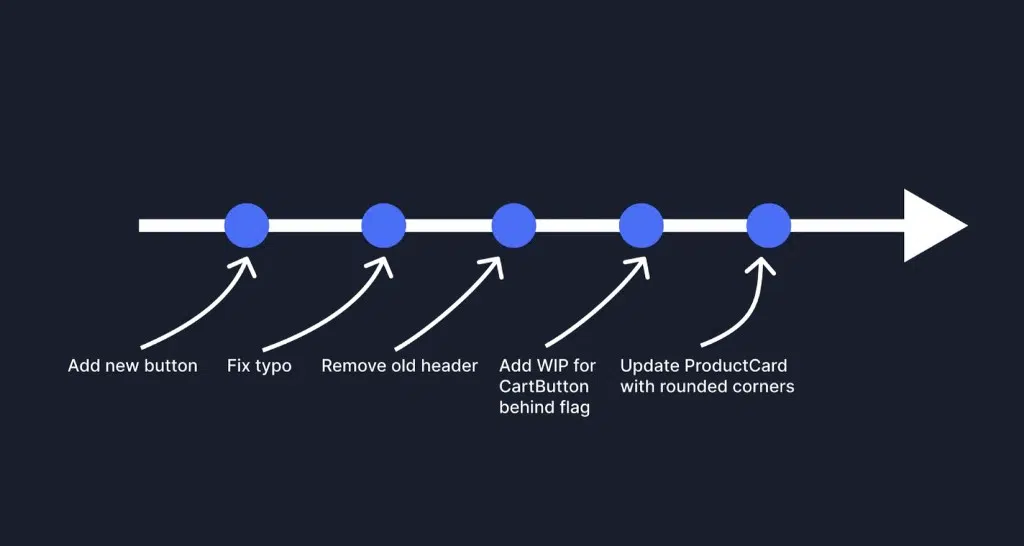 Add new button
Fix typo
Remove old header
Add WIP for
CartButton
behind flag
Update ProductCard
with rounded corners